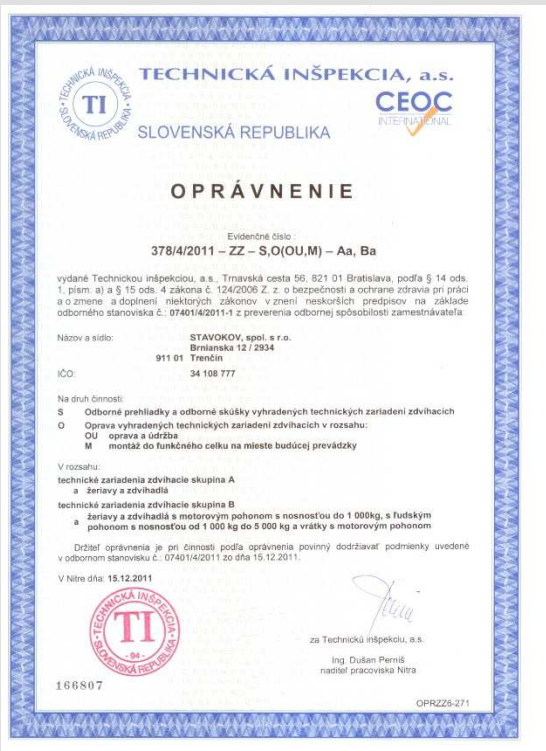 TECHNICKÁ INŠPEKCIA, a.s.
TECHNICKÁ INŠPEKCIA
TI
SLOVENSKÁ REPUBLIKA
CEOC
INTERNATIONAL
SLOVENSKÁ REPUBLIKA
OPRÁVNENIE
Evidenčné číslo :
378/4/2011 – ZZ – S,O(OU,M) – Aa, Ba
vydané Technickou inšpekciou, a.s., Trnavská cesta 56, 821 01 Bratislava, podľa § 14 ods.
1, písm. a) a § 15 ods. 4 zákona č. 124/2006 Z. z. o bezpečnosti a ochrane zdravia pri práci
a o zmene a doplnení niektorých zákonov v znení neskorších predpisov na základe
odborného stanoviska č.: 07401/4/2011-1 z preverenia odbornej spôsobilosti zamestnávateľa:
Názov a sídlo: STAVOKOV, spol. s r.o.
Brnianska 12 / 2934
911 01 Trenčín
IČO: 34 108 777
Na druh činnosti:
S Odborné prehliadky a odborné skúšky vyhradených technických zariadení zdvíhacích
O Oprava vyhradených technických zariadení zdvíhacích v rozsahu:
OU oprava a údržba
M montáž do funkčného celku na mieste budúcej prevádzky
V rozsahu:
technické zariadenia zdvíhacie skupina A
a žeriavy a zdvíhadlá
technické zariadenia zdvíhacie skupina B
a žeriavy a zdvíhadlá s motorovým pohonom s nosnosťou do 1 000kg, s ľudským
pohonom s nosnosťou od 1 000 kg do 5 000 kg a vrátky s motorovým pohonom
Držiteľ oprávnenia je pri činnosti podľa oprávnenia povinný dodržiavať podmienky uvedené
v odbornom stanovisku č.: 07401/4/2011 zo dňa 15.12.2011.
V Nitre dňa: 15.12.2011
TECHNICKÁ INŠPEKCIA
TI
- 94 -
SLOVENSKÁ REPUBLIKA
za Technickú inšpekciu, a.s.
Ing. Dušan Perniš
riaditeľ pracoviska Nitra
166807
OPRZZ6-271